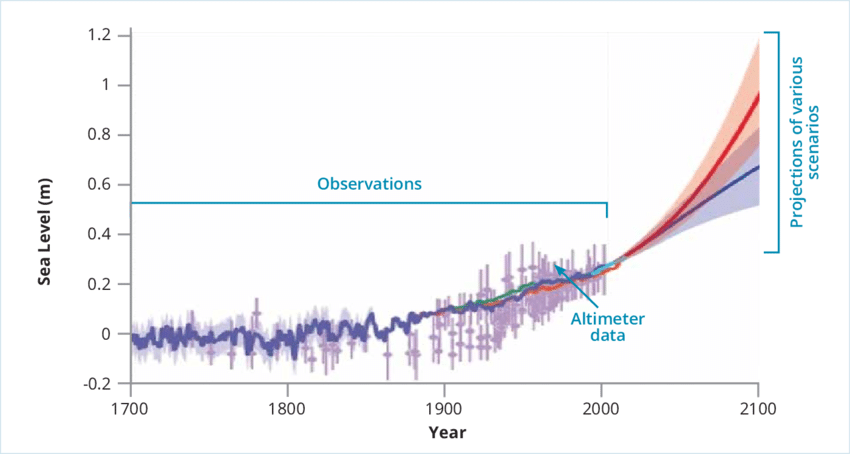 1.2
1
0.8
0.6
0.4
0.2
0
-0.2
Sea Level (m)
1700
1800
1900
2000
2100
Year
Observations
Altimeter
data
Projections of various
scenarios